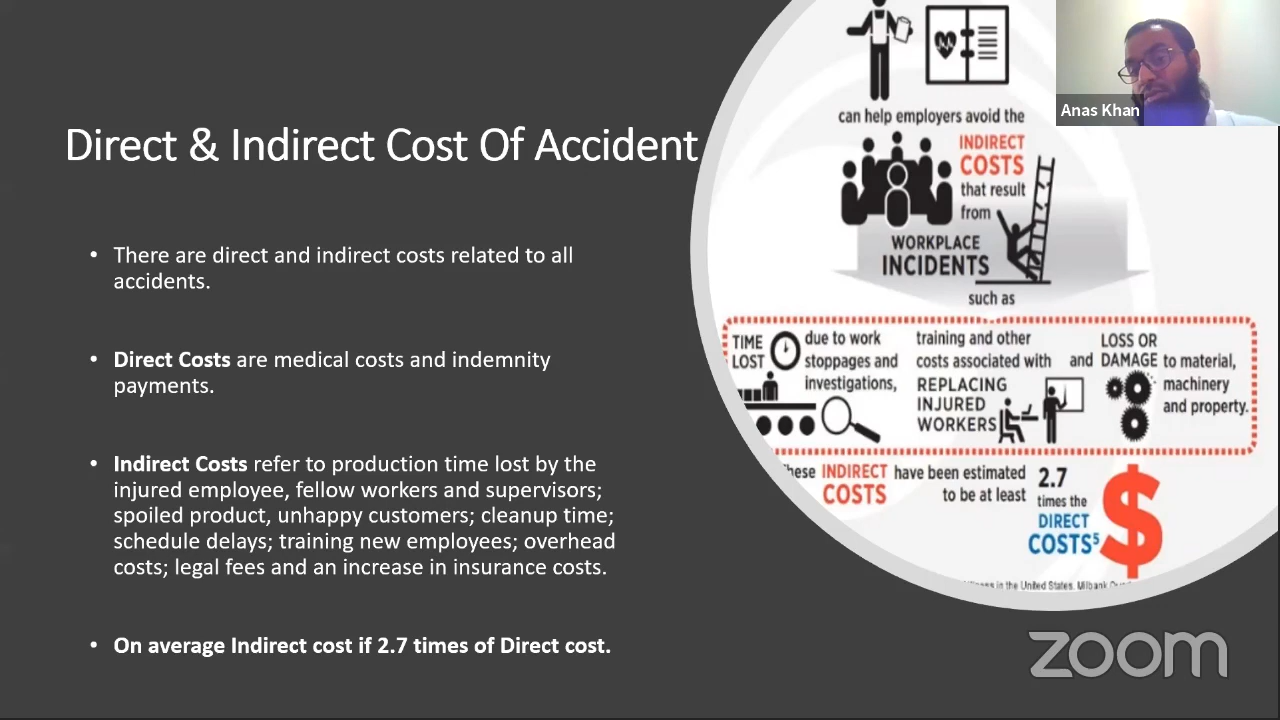 Direct & Indirect Cost Of Accident
• There are direct and indirect costs related to all
accidents.
• Direct Costs are medical costs and indemnity
payments.
• Indirect Costs refer to production time lost by the
injured employee, fellow workers and supervisors;
spoiled product, unhappy customers; cleanup time;
schedule delays; training new employees; overhead
costs; legal fees and an increase in insurance costs.
• On average Indirect cost if 2.7 times of Direct cost.
can help employers avoid the
INDIRECT
COSTS
that result
from
WORKPLACE
INCIDENTS
such as
TIME
LOST
due to work
stoppages and
investigations,
training and other
costs associated with
REPLACING
INJURED
WORKERS
and
LOSS OR
DAMAGE
to material,
machinery
and property.
INDIRECT
COSTS
have been estimated
to be at least
2.7
times the
DIRECT
COSTS5
$
in the United States. Milbank
Anas Khan
zoom